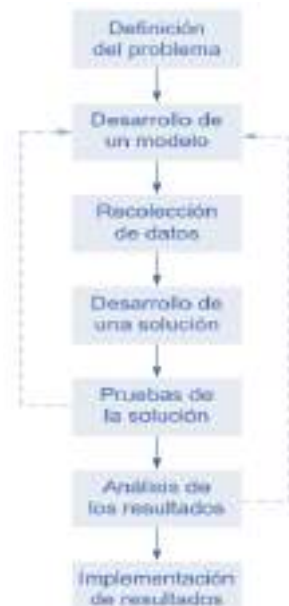 Definición
del problema
Desarrollo de
un modelo
Recolección
de datos
Desarrollo de
una solución
Pruebas de
la solución
Análisis de
los resultados
Implementación
de resultados